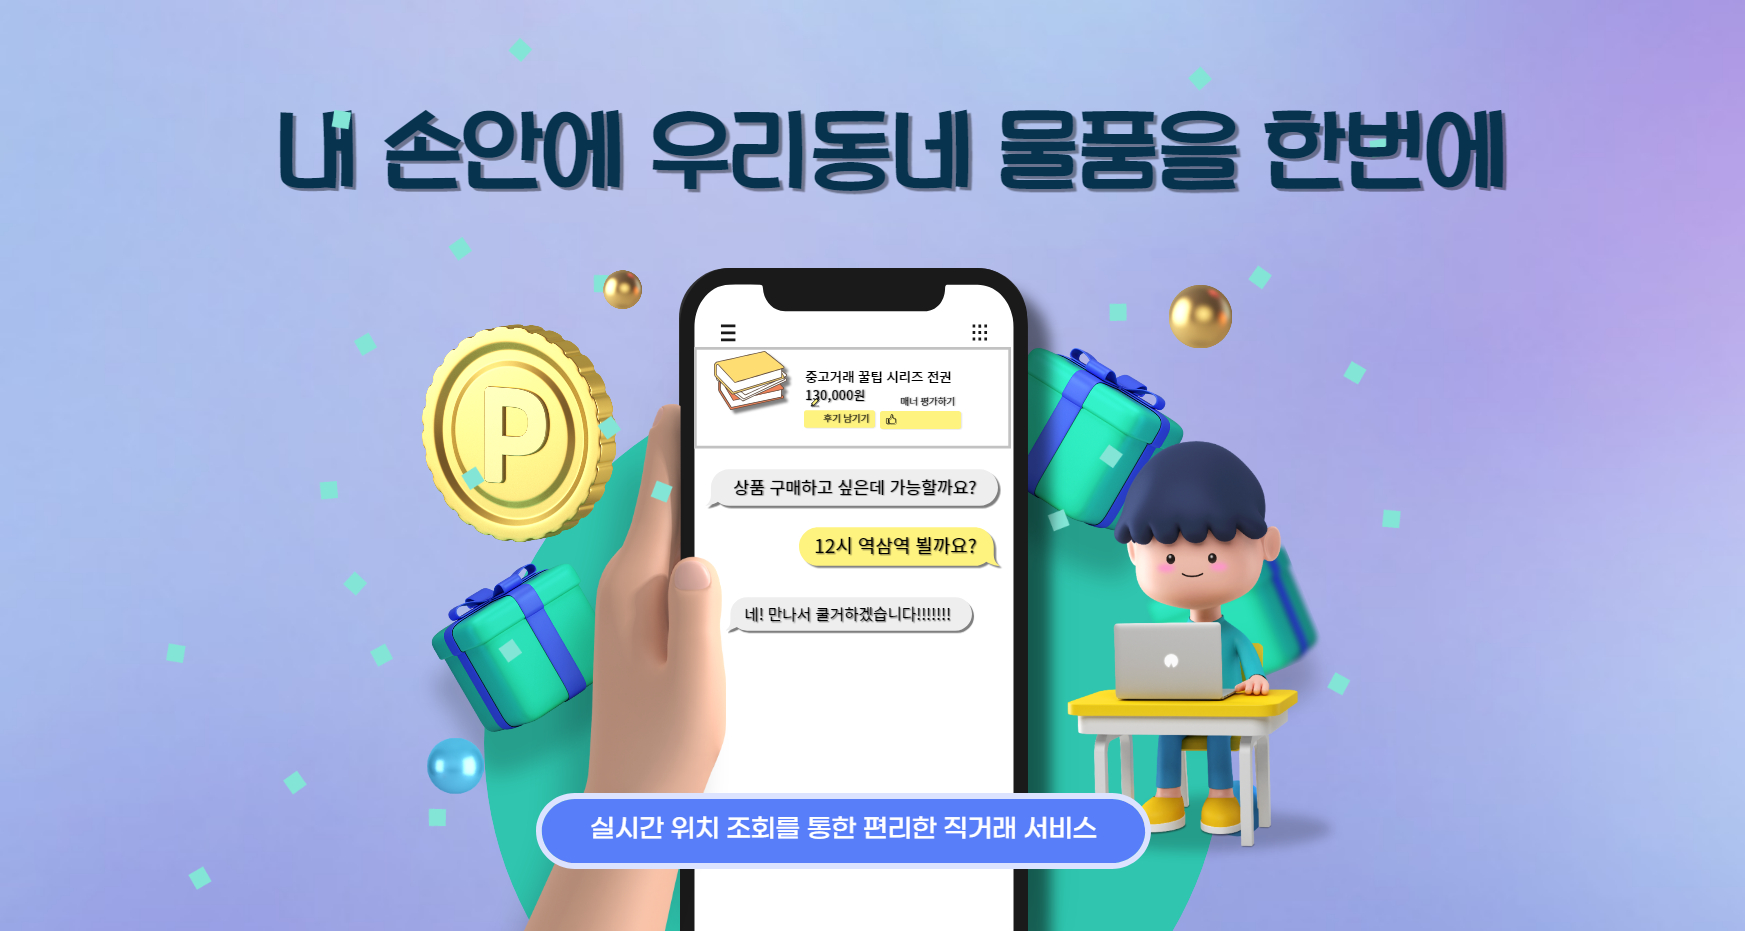 내 손안에 우리동네 물품을 한번에
P
중고거래 꿀팁 시리즈 전권
130,000원
매너 평가하기
후기 남기기
상품 구매하고 싶은데 가능할까요?
12시 역삼역 뵐까요?
네! 만나서 쿨거하겠습니다!!!!!!!
실시간 위치 조회를 통한 편리한 직거래 서비스